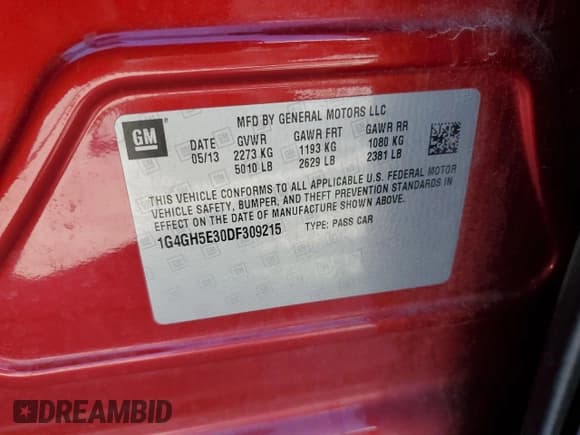 MFD BY GENERAL MOTORS LLC
GM
DATE GVWR GAWR FRT GAWR RR
05/13 2273 KG 1193 KG 1080 KG
5010 LB 2629 LB 2381 LB
THIS VEHICLE CONFORMS TO ALL APPLICABLE U.S. FEDERAL MOTOR
VEHICLE SAFETY, BUMPER, AND THEFT PREVENTION STANDARDS IN
EFFECT ON THE DATE OF MANUFACTURE SHOWN ABOVE.
1G4GH5E30DF309215 TYPE: PASS CAR
DREAMBID